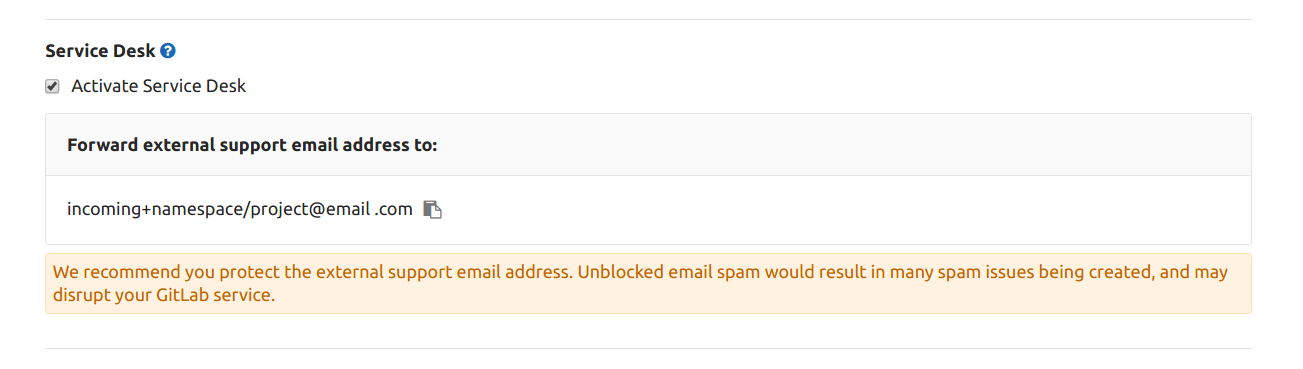 Service Desk ?
Activate Service Desk
Forward external support email address to:
incoming+namespace/project@email .com
We recommend you protect the external support email address. Unblocked email spam would result in many spam issues being created, and may
disrupt your GitLab service.